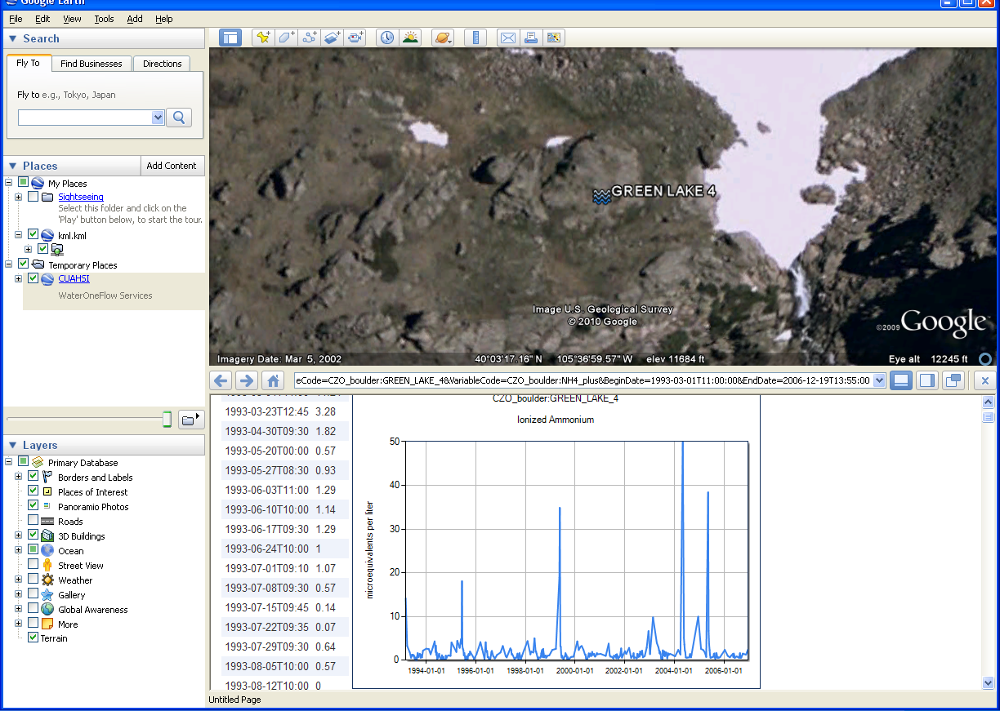 Google Earth
File Edit View Tools Add Help
Search
Fly To Find Businesses Directions
Fly to e.g., Tokyo, Japan
Places Add Content
My Places
Sightseeing
Select this folder and click on the
'Play' button below, to start the tour.
kml.kml
Temporary Places
CUAHSI
WaterOneFlow Services
Layers
Primary Database
Borders and Labels
Places of Interest
Panoramio Photos
Roads
3D Buildings
Ocean
Street View
Weather
Gallery
Global Awareness
More
Terrain
GREEN LAKE 4
Image U.S. Geological Survey
© 2010 Google
©2009 Google
Imagery Date: Mar 5, 2002 40°03'17.16" N 105°36'59.57" W elev 11684 ft Eye alt 12245 ft
eCode=CZO_boulder:GREEN_LAKE_4&VariableCode=CZO_boulder:NH4_plus&BeginDate=1993-03-01T11:00:00&EndDate=2006-12-19T13:55:00
1993-03-23T12:45 3.28
1993-04-30T09:30 1.82
1993-05-20T00:00 0.57
1993-05-27T08:30 0.93
1993-06-03T11:00 1.29
1993-06-10T10:00 1.14
1993-06-17T09:30 1.29
1993-06-24T10:00 1
1993-07-01T09:10 1.07
1993-07-08T09:30 0.57
1993-07-15T09:45 0.14
1993-07-22T09:35 0.07
1993-07-29T09:30 0.64
1993-08-05T10:00 0.57
1993-08-12T10:00 0
CZO_boulder:GREEN_LAKE_4
Ionized Ammonium
microequivalents per liter
50
40
30
20
10
0
1994-01-01 1996-01-01 1998-01-01 2000-01-01 2002-01-01 2004-01-01 2006-01-01
Untitled Page